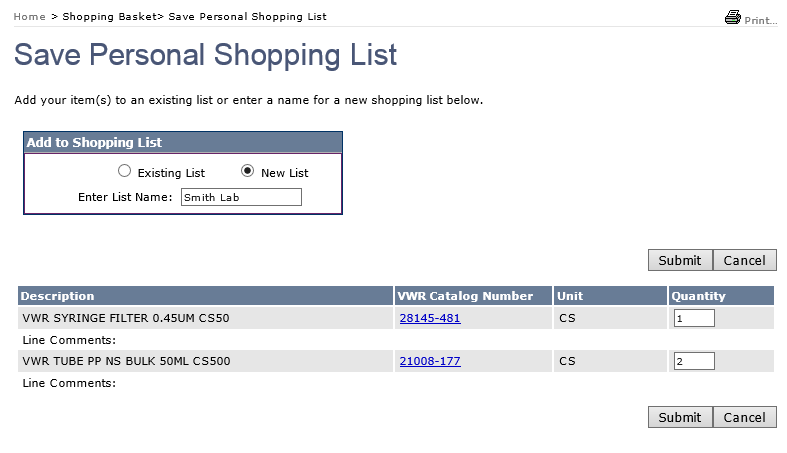 Home > Shopping Basket> Save Personal Shopping List
Print...
Save Personal Shopping List
Add your item(s) to an existing list or enter a name for a new shopping list below.
Add to Shopping List
Existing List New List
Enter List Name: Smith Lab
Submit Cancel
Description VWR Catalog Number Unit Quantity
VWR SYRINGE FILTER 0.45UM CS50 28145-481 CS 1
Line Comments:
VWR TUBE PP NS BULK 50ML CS500 21008-177 CS 2
Line Comments:
Submit Cancel